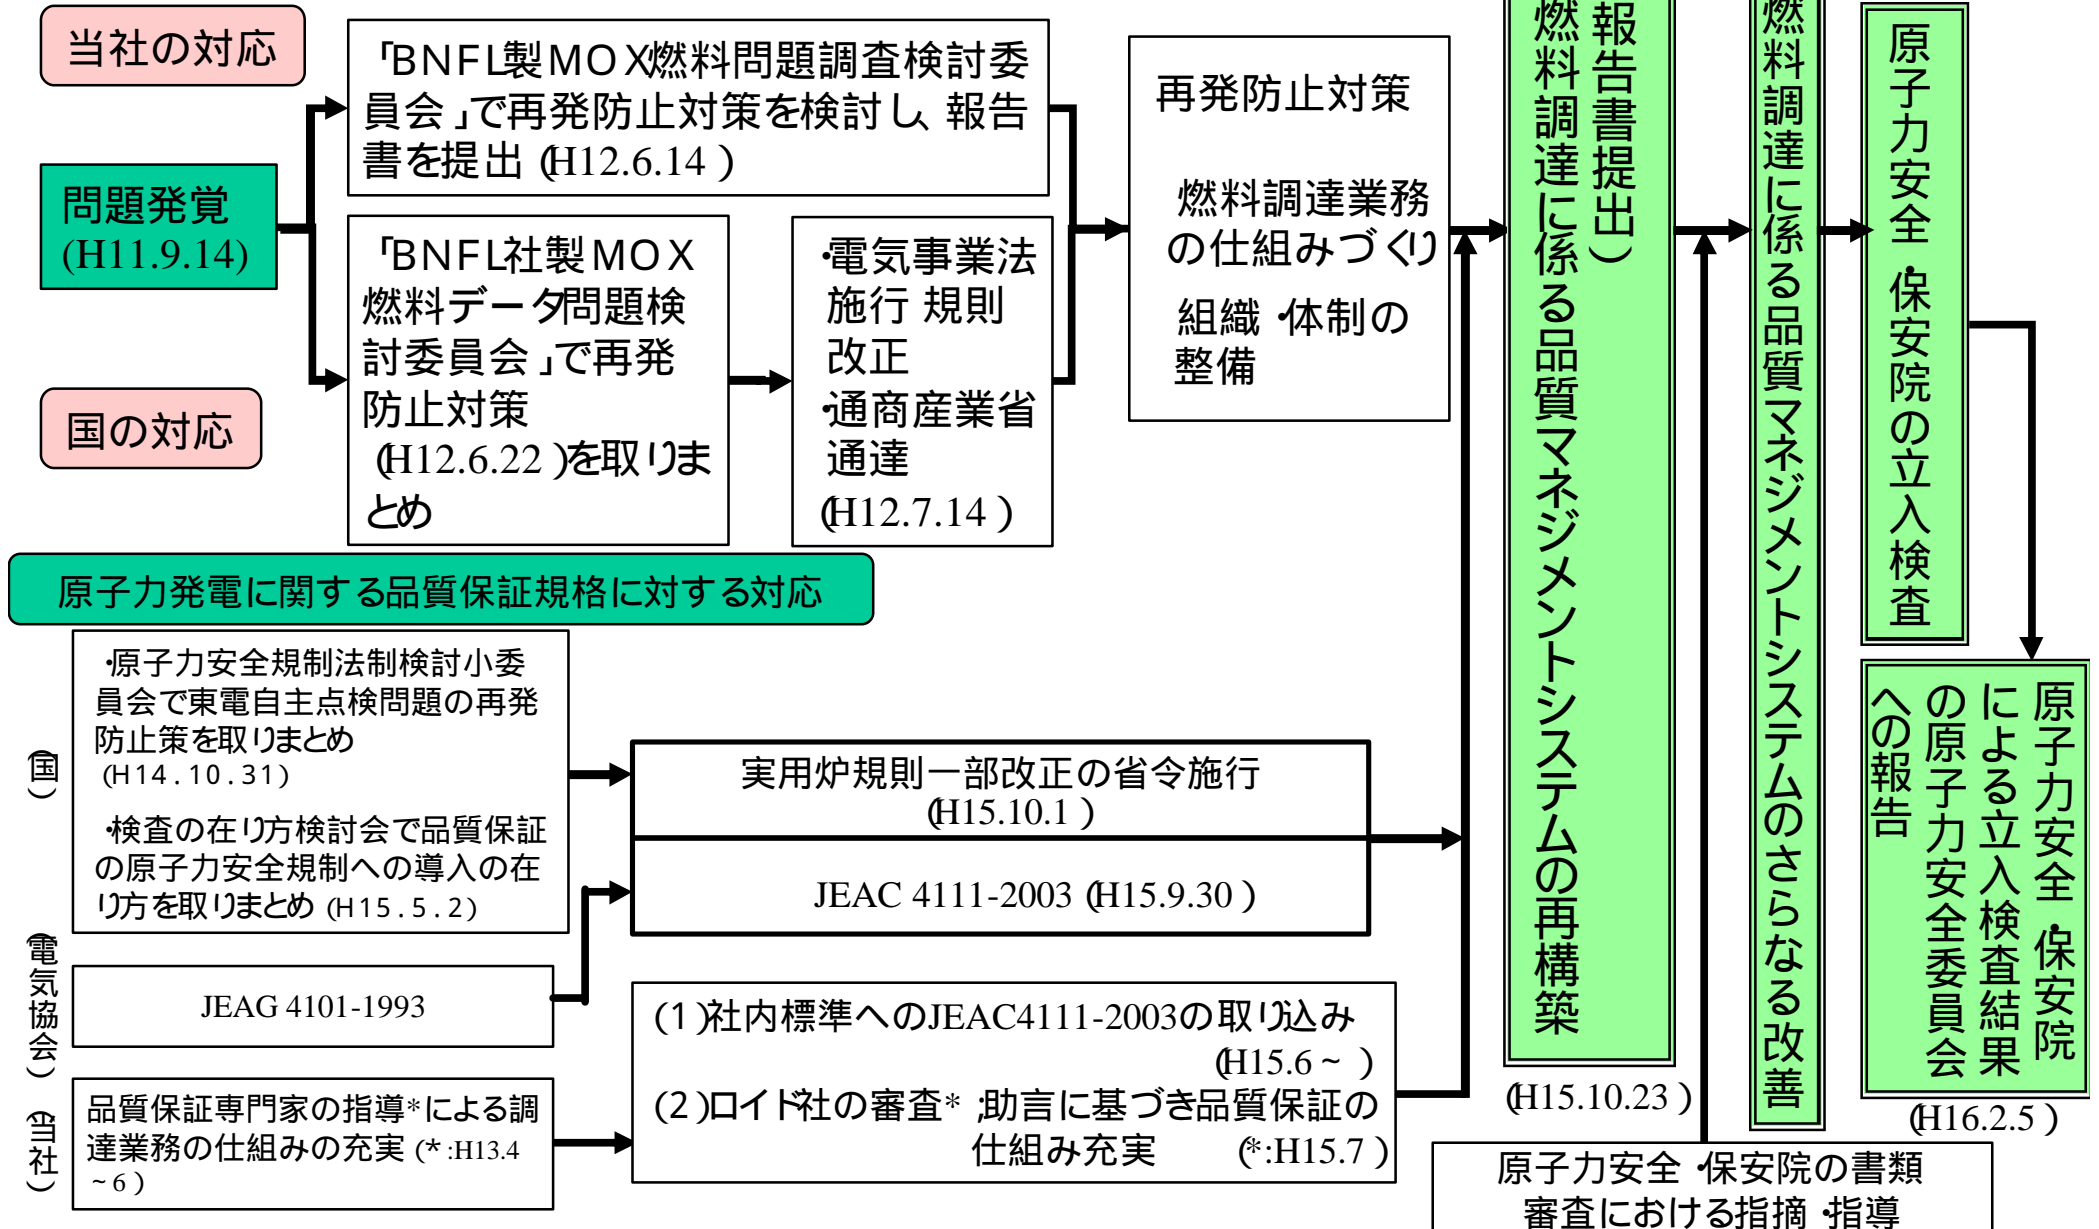 当社の対応
「BNFL製MOX燃料問題調査検討委
員会」で再発防止対策を検討し、報告
書を提出(H12.6.14)
問題発覚
(H11.9.14)
「BNFL社製MOX
燃料データ問題検
討委員会」で再発
防止対策
(H12.6.22)を取りま
とめ
・電気事業法
施行規則
改正
・通商産業省
通達
(H12.7.14)
国の対応
再発防止対策
燃料調達業務
の仕組みづくり
組織・体制の
整備
燃料調達に係る品質マネジメントシステムの再構築
報告書提出)
(H15.10.23)
燃料調達に係る品質マネジメントシステムのさらなる改善
原子力安全・保安院の立入検査
原子力安全・保安院
による立入検査結果
の原子力安全委員会
への報告
(H16.2.5)
原子力発電に関する品質保証規格に対する対応
(国)
・原子力安全規制法制検討小委
員会で東電自主点検問題の再発
防止策を取りまとめ
(H14.10.31)
・検査の在り方検討会で品質保証
の原子力安全規制への導入の在
り方を取りまとめ(H15.5.2)
実用炉規則一部改正の省令施行
(H15.10.1)
JEAC 4111-2003 (H15.9.30)
(電気協会)
JEAG 4101-1993
(当社)
品質保証専門家の指導*による調
達業務の仕組みの充実(*:H13.4
~6)
(1)社内標準へのJEAC4111-2003の取り込み
(H15.6~ )
(2)ロイド社の審査*;助言に基づき品質保証の
仕組み充実 (*:H15.7)
原子力安全・保安院の書類
審査における指摘・指導